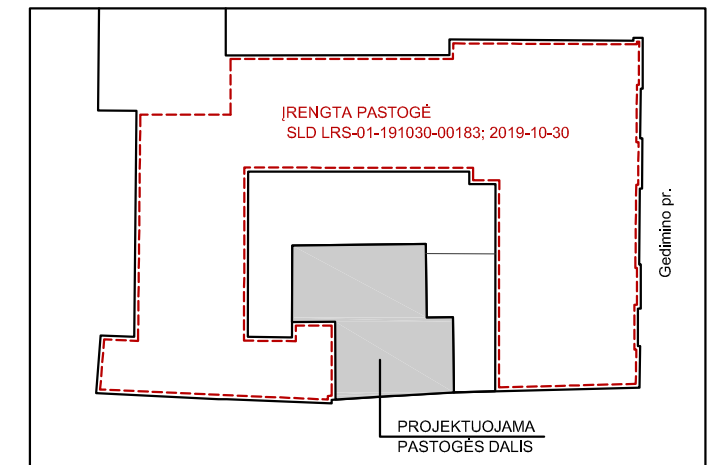 ĮRENGTA PASTOGĖ
SLD LRS-01-191030-00183; 2019-10-30
Gedimino pr.
PROJEKTUOJAMA
PASTOGĖS DALIS